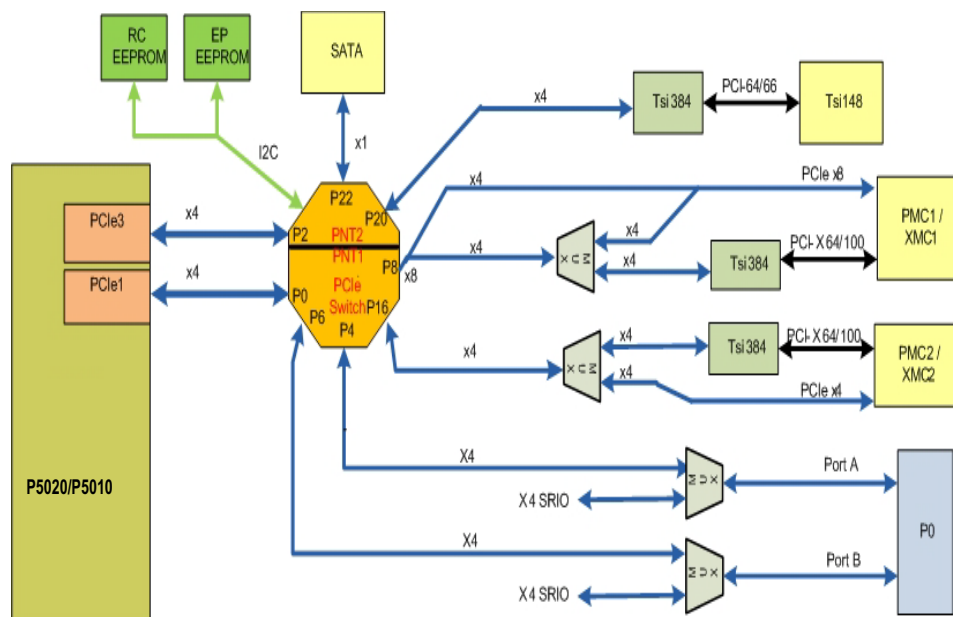 RC
EEPROM
EP
EEPROM
SATA
I2C
x1
x4
Tsi384
PCI-64/66
Tsi148
P5020/P5010
PCIe3
x4
PCIe1
x4
P22
P20
P2
PNT2
PNT1
P8
P0
PCIe
Switch
P16
P6
P4
x8
x4
PCIe x8
x4
x4
MUX
x4
Tsi384
PCI-X 64/100
PMC1 /
XMC1
x4
MUX
x4
Tsi384
PCI- X 64/100
x4
PCIe x4
PMC2 /
XMC2
X4
MUX
X4 SRIO
Port A
P0
X4
MUX
X4 SRIO
Port B